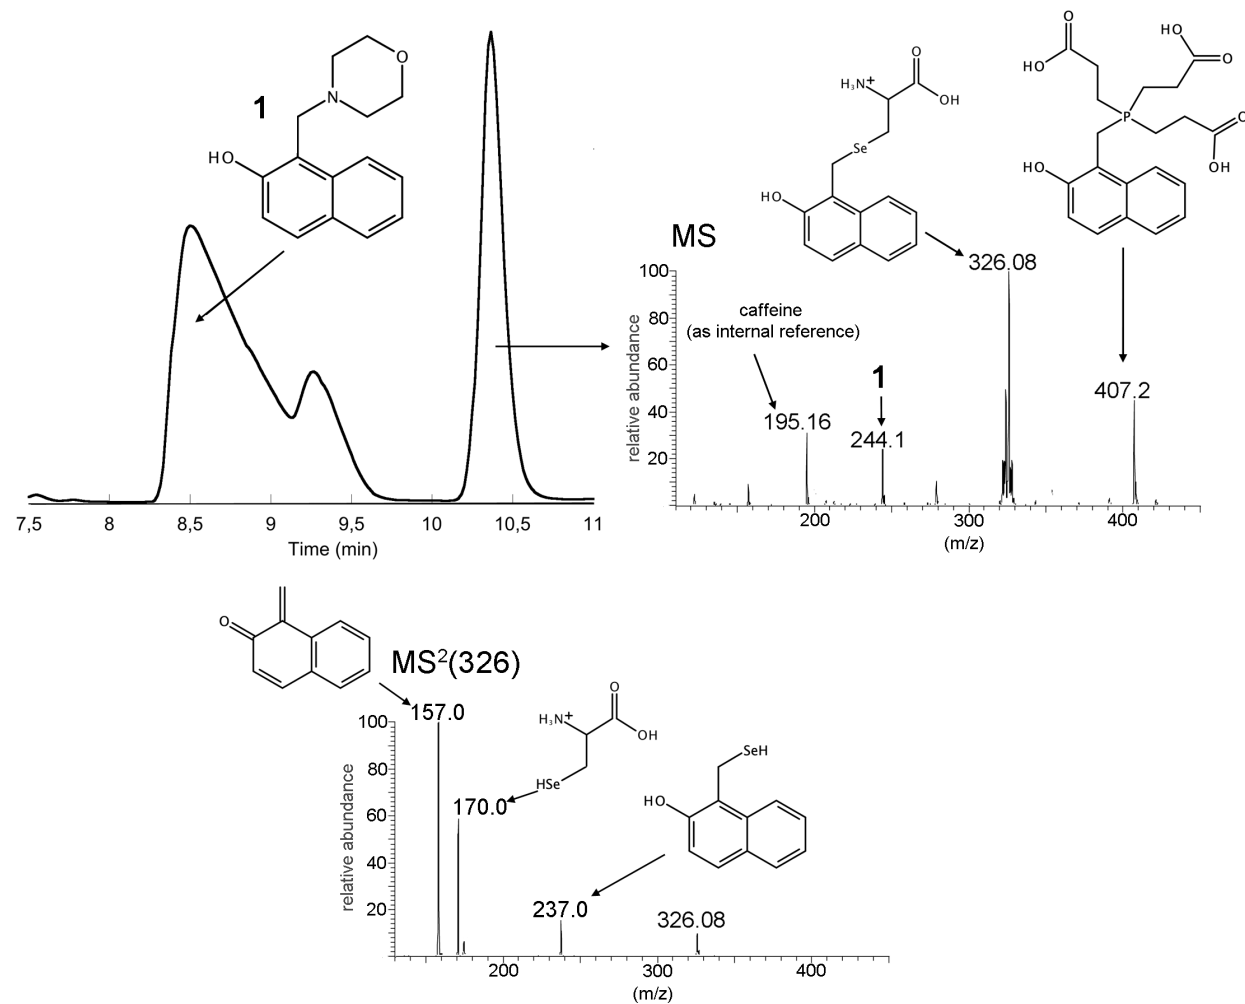 1
N
O
HO
7,5
8
8,5
9
9,5
10
10,5
11
Time (min)
MS
H₃N+
O
OH
Se
HO
O
HO
HO
O
O
OH
P
HO
relative abundance
100
80
60
40
20
caffeine
(as internal reference)
195.16
1
244.1
326.08
407.2
200
300
400
(m/z)
O
MS²(326)
relative abundance
100
80
60
40
20
157.0
H₃N+
O
OH
HSe
170.0
SeH
HO
237.0
326.08
200
300
400
(m/z)